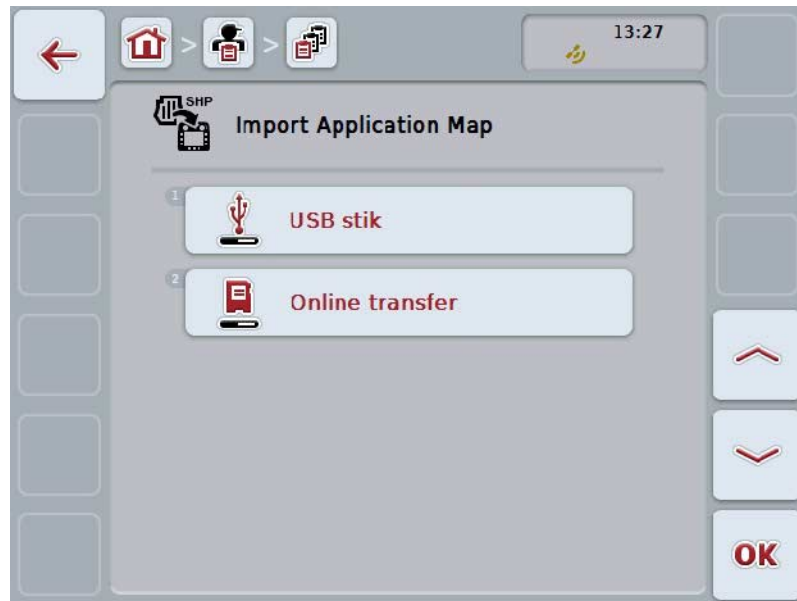 13:27
SHP
Import Application Map
1
USB stik
2
Online transfer
OK